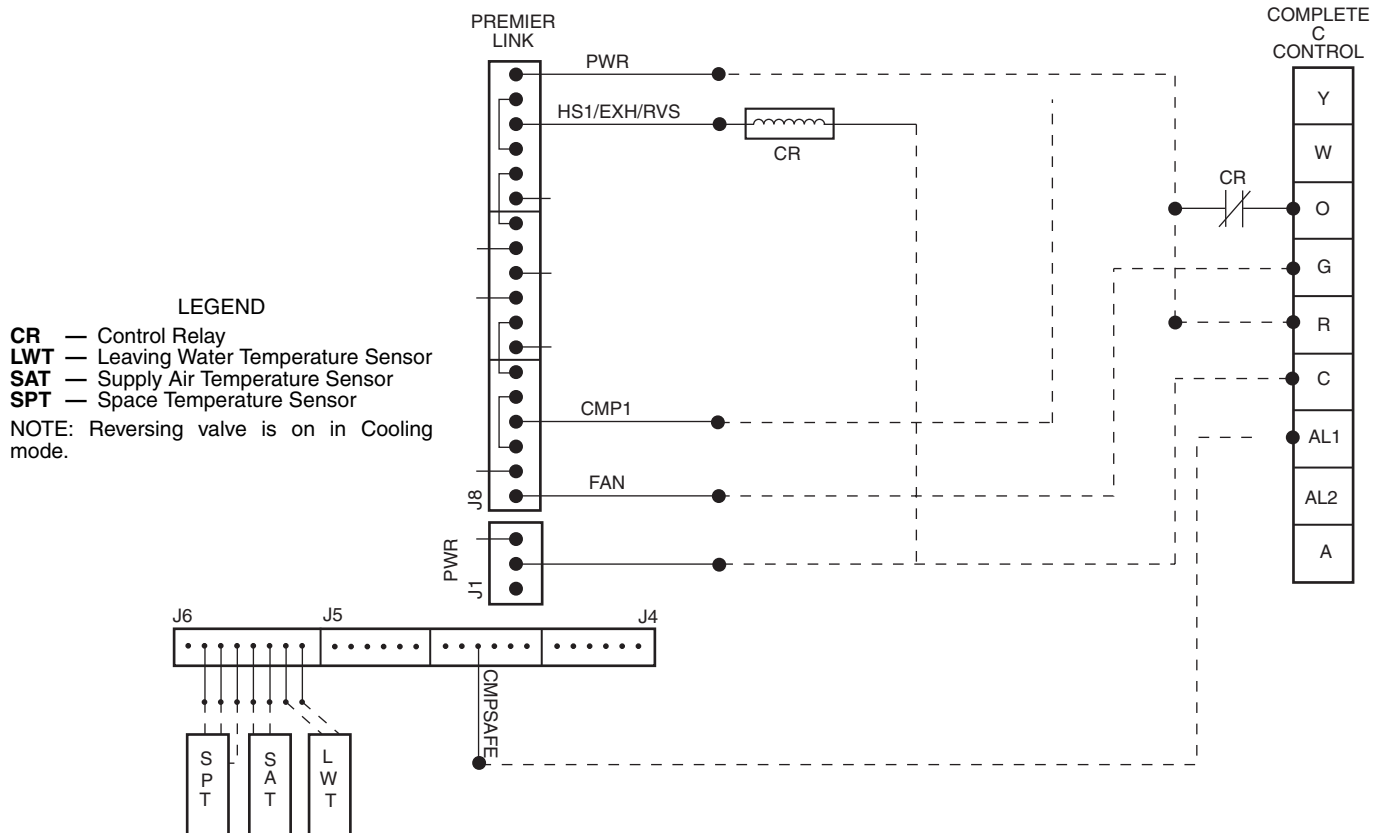 PREMIER
LINK
COMPLETE
C
CONTROL
PWR
HS1/EXH/RVS
CR
CR
Y
W
O
G
R
C
AL1
AL2
A
LEGEND
CR — Control Relay
LWT — Leaving Water Temperature Sensor
SAT — Supply Air Temperature Sensor
SPT — Space Temperature Sensor
NOTE: Reversing valve is on in Cooling
mode.
CMP1
FAN
J8
PWR
J1
J6
J5
J4
CMPSAFE
SPT
SAT
LWT